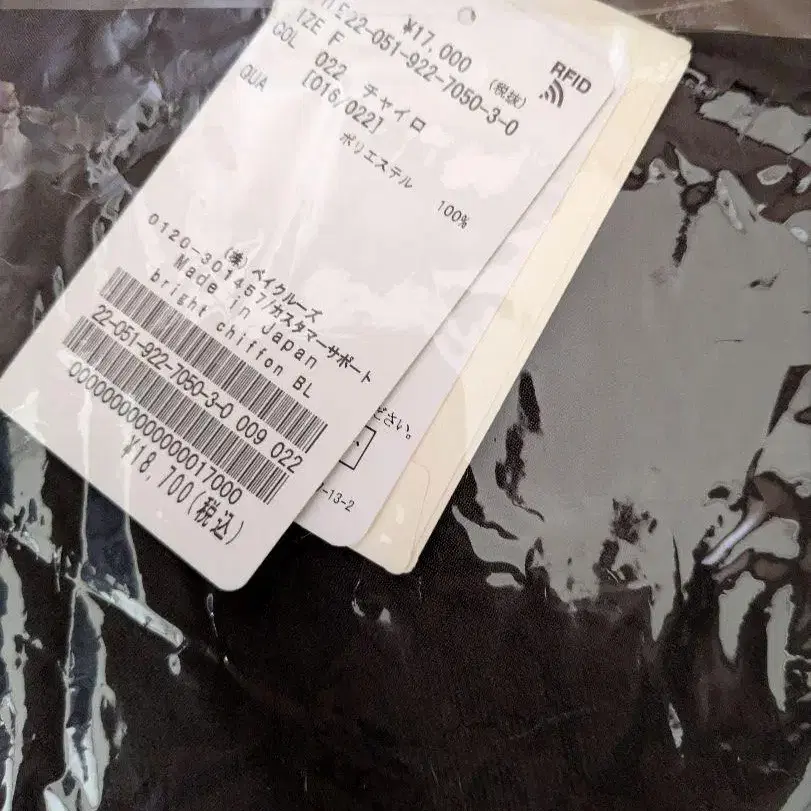 ¥17,000 (税抜)
RFID
22-051-922-7050-3-0
IZE F
COL 022 チャイロ
[016/022]
QUA
ポリエステル 100%
(株) ベイクルーズ
0120-301457/カスタマーサポート
Made in Japan
bright chiffon BL
22-051-922-7050-3-0 009 022
0000000000000017000
¥18,700(税込)
ださい。
-13-2